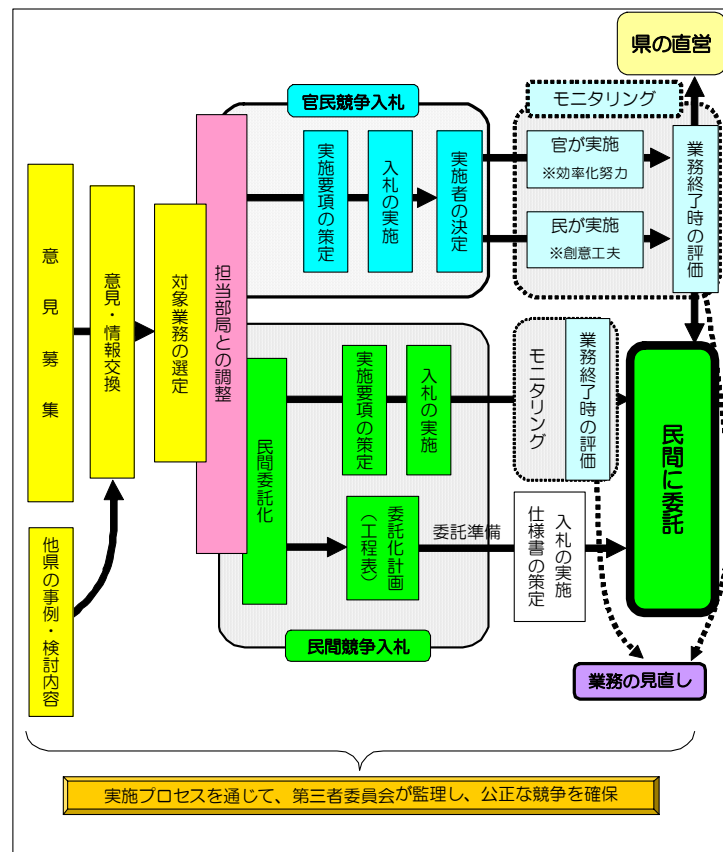 県の直営
官民競争入札
モニタリング
意見募集
意見・情報交換
対象業務の選定
担当部局との調整
実施要項の策定
入札の実施
実施者の決定
官が実施
※効率化努力
民が実施
※創意工夫
業務終了時の評価
民間委託化
実施要項の策定
入札の実施
モニタリング
業務終了時の評価
民間に委託
委託化計画
（工程表）
委託準備
入札の実施
仕様書の策定
他県の事例・検討内容
民間競争入札
業務の見直し
実施プロセスを通じて、第三者委員会が監理し、公正な競争を確保